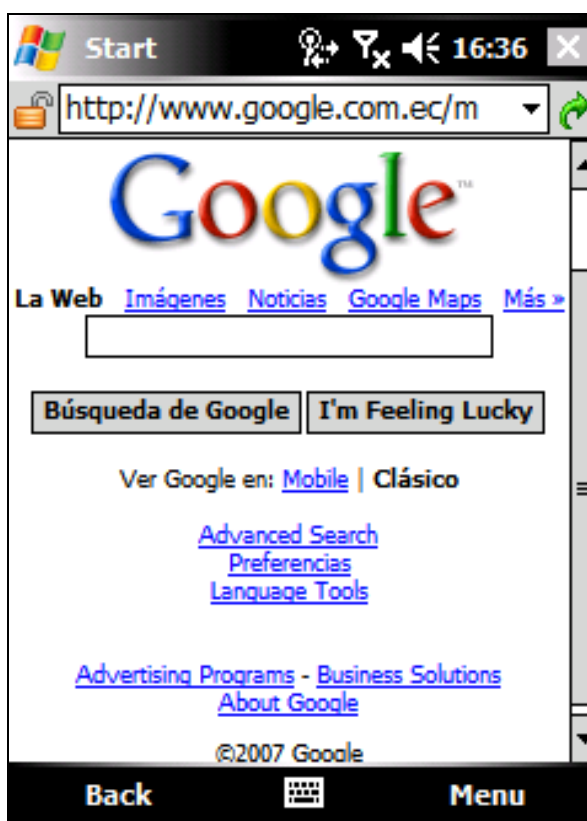 Start 16:36
http://www.google.com.ec/m
Google™
La Web Imágenes Noticias Google Maps Más »
Búsqueda de Google I'm Feeling Lucky
Ver Google en: Mobile | Clásico
Advanced Search
Preferencias
Language Tools
Advertising Programs - Business Solutions
About Google
©2007 Google
Back Menu